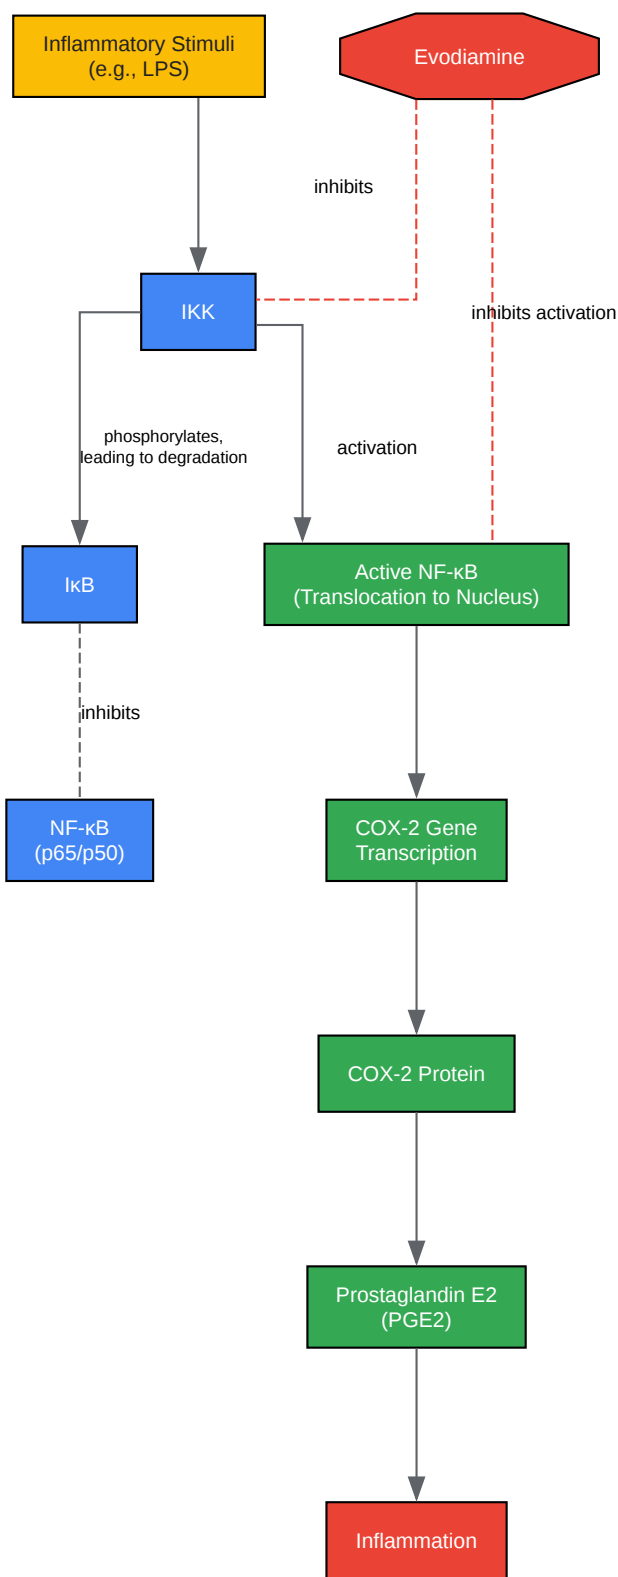 Inflammatory Stimuli
(e.g., LPS)
Evodiamine
inhibits
IKK
inhibits activation
phosphorylates,
leading to degradation
activation
IκB
Active NF-κB
(Translocation to Nucleus)
inhibits
NF-κB
(p65/p50)
COX-2 Gene
Transcription
COX-2 Protein
Prostaglandin E2
(PGE2)
Inflammation